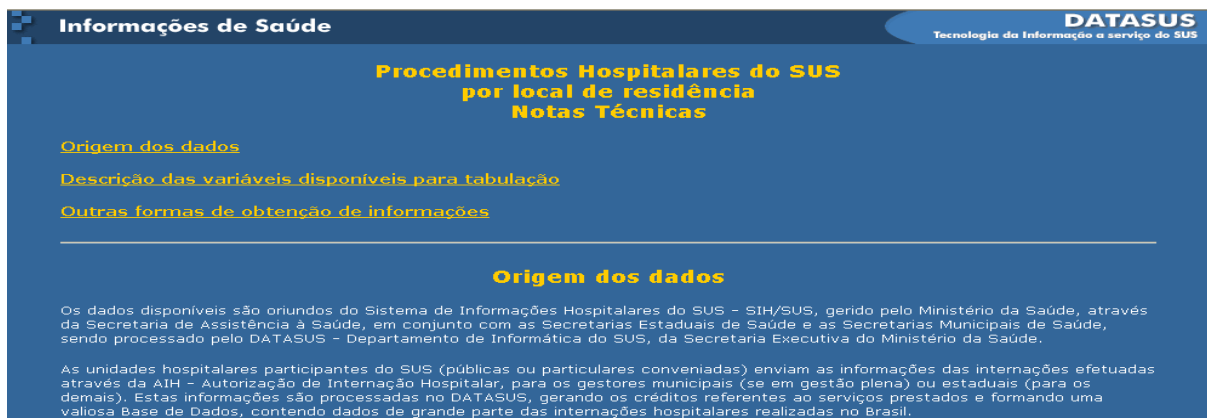 Informações de Saúde
DATASUS
Tecnologia da Informação a serviço do SUS
Procedimentos Hospitalares do SUS
por local de residência
Notas Técnicas
Origem dos dados
Descrição das variáveis disponíveis para tabulação
Outras formas de obtenção de informações
Origem dos dados
Os dados disponíveis são oriundos do Sistema de Informações Hospitalares do SUS - SIH/SUS, gerido pelo Ministério da Saúde, através
da Secretaria de Assistência à Saúde, em conjunto com as Secretarias Estaduais de Saúde e as Secretarias Municipais de Saúde,
sendo processado pelo DATASUS - Departamento de Informática do SUS, da Secretaria Executiva do Ministério da Saúde.
As unidades hospitalares participantes do SUS (públicas ou particulares conveniadas) enviam as informações das internações efetuadas
através da AIH - Autorização de Internação Hospitalar, para os gestores municipais (se em gestão plena) ou estaduais (para os
demais). Estas informações são processadas no DATASUS, gerando os créditos referentes aos serviços prestados e formando uma
valiosa Base de Dados, contendo dados de grande parte das internações hospitalares realizadas no Brasil.